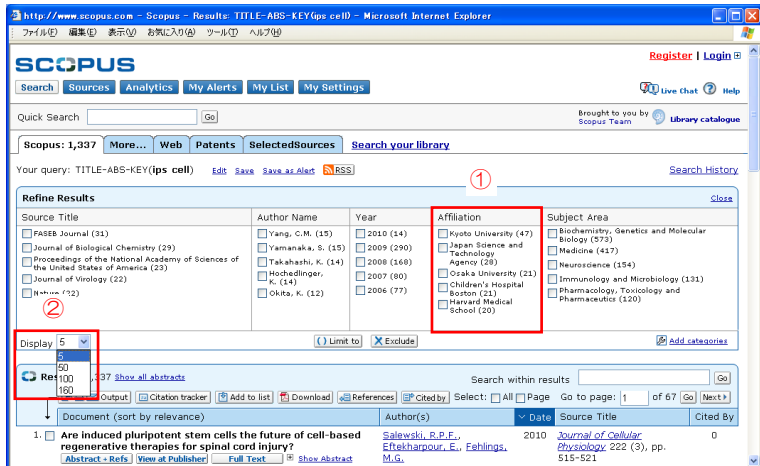 http://www.scopus.com - Scopus - Results: TITLE-ABS-KEY(ips cell) - Microsoft Internet Explorer
ファイル(F) 編集(E) 表示(V) お気に入り(A) ツール(T) ヘルプ(H)
Register | Login
SCOPUS
Search Sources Analytics My Alerts My List My Settings
Live Chat Help
Quick Search Go
Brought to you by
Scopus Team
Library catalogue
Scopus: 1,337 More... Web Patents SelectedSources Search your library
Your query: TITLE-ABS-KEY(ips cell) Edit Save Save as Alert RSS Search History
①
Refine Results Close
Source Title Author Name Year Affiliation Subject Area
FASEB Journal (31)
Journal of Biological Chemistry (29)
Proceedings of the National Academy of Sciences of
the United States of America (23)
Journal of Virology (22)
Nature (22)
Yang, C.M. (15)
Yamanaka, S. (15)
Takahashi, K. (14)
Hochedlinger,
K. (14)
Okita, K. (12)
2010 (14)
2009 (290)
2008 (168)
2007 (80)
2006 (77)
Kyoto University (47)
Japan Science and
Technology
Agency (28)
Osaka University (21)
Children's Hospital
Boston (21)
Harvard Medical
School (20)
Biochemistry, Genetics and Molecular
Biology (573)
Medicine (417)
Neuroscience (154)
Immunology and Microbiology (131)
Pharmacology, Toxicology and
Pharmaceutics (120)
②
Display 5
5
50
100
160
Limit to Exclude
Add categories
Res 1,337 Show all abstracts
Search within results Go
Output Citation tracker Add to list Download References Cited by Select: All Page Go to page: 1 of 67 Go Next
Document (sort by relevance) Author(s) Date Source Title Cited By
1. Are induced pluripotent stem cells the future of cell-based
regenerative therapies for spinal cord injury?
Abstract + Refs View at Publisher Full Text Show Abstract
Salewski, R.P.F.,
Eftekharpour, E., Fehlings,
M.G.
2010
Journal of Cellular
Physiology 222 (3), pp.
515-521
0